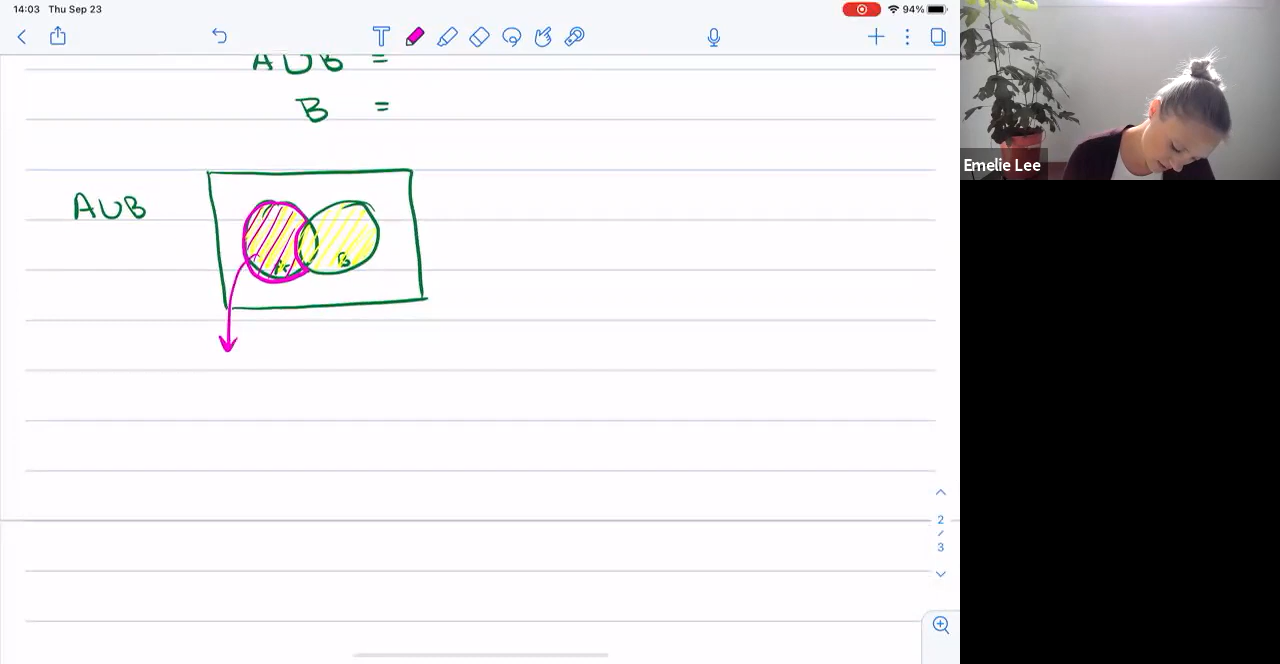 14:03 Thu Sep 23
94%
A∪B =
B =
A∪B
A B
Emelie Lee
2
/
3